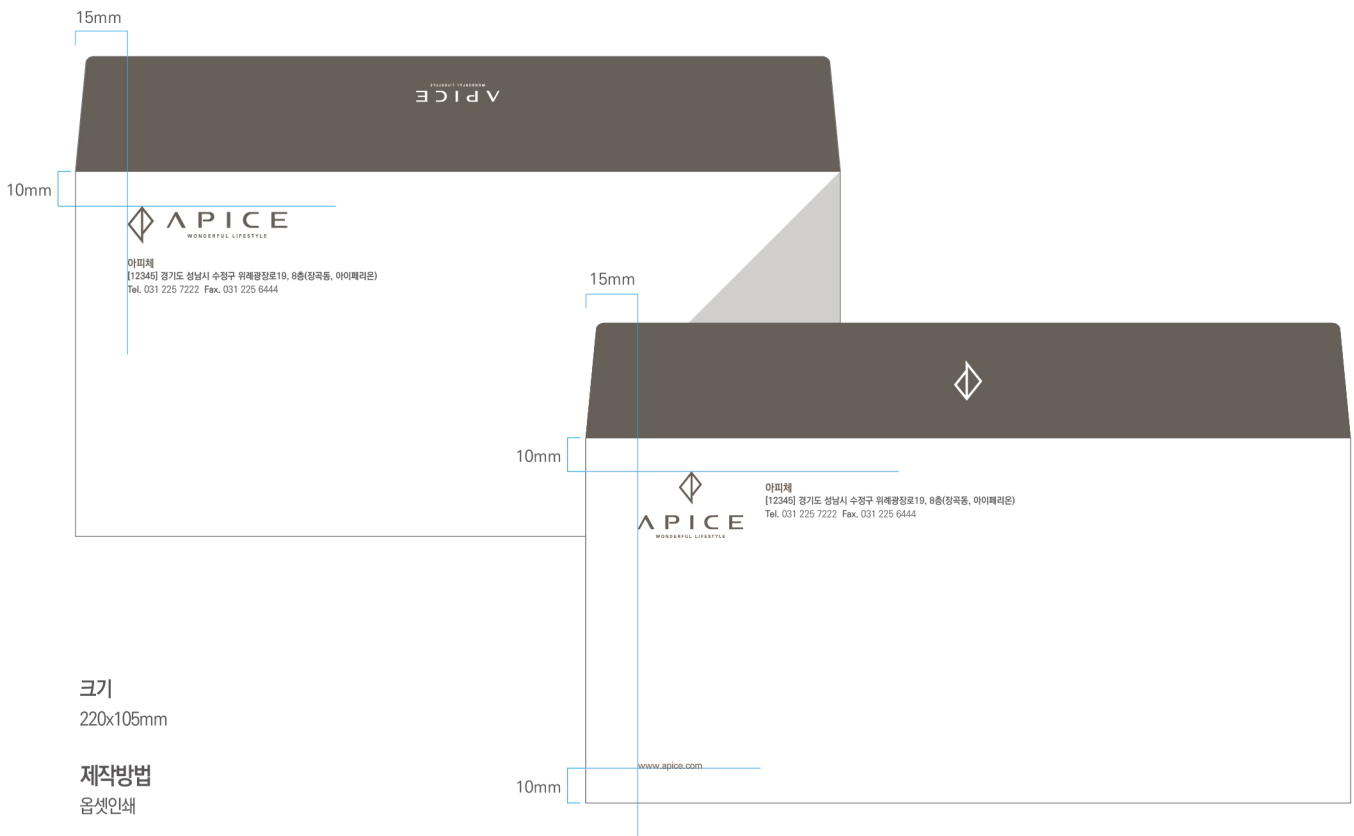 15mm
WONDERFUL LIFESTYLE
APICE
10mm
APICE
WONDERFUL LIFESTYLE
아피체
[12345] 경기도 성남시 수정구 위례광장로19, 8층(장곡동, 아이페리온)
Tel. 031 225 7222 Fax. 031 225 6444
15mm
10mm
APICE
WONDERFUL LIFESTYLE
아피체
[12345] 경기도 성남시 수정구 위례광장로19, 8층(장곡동, 아이페리온)
Tel. 031 225 7222 Fax. 031 225 6444
www.apice.com
10mm
크기
220x105mm
제작방법
옵셋인쇄